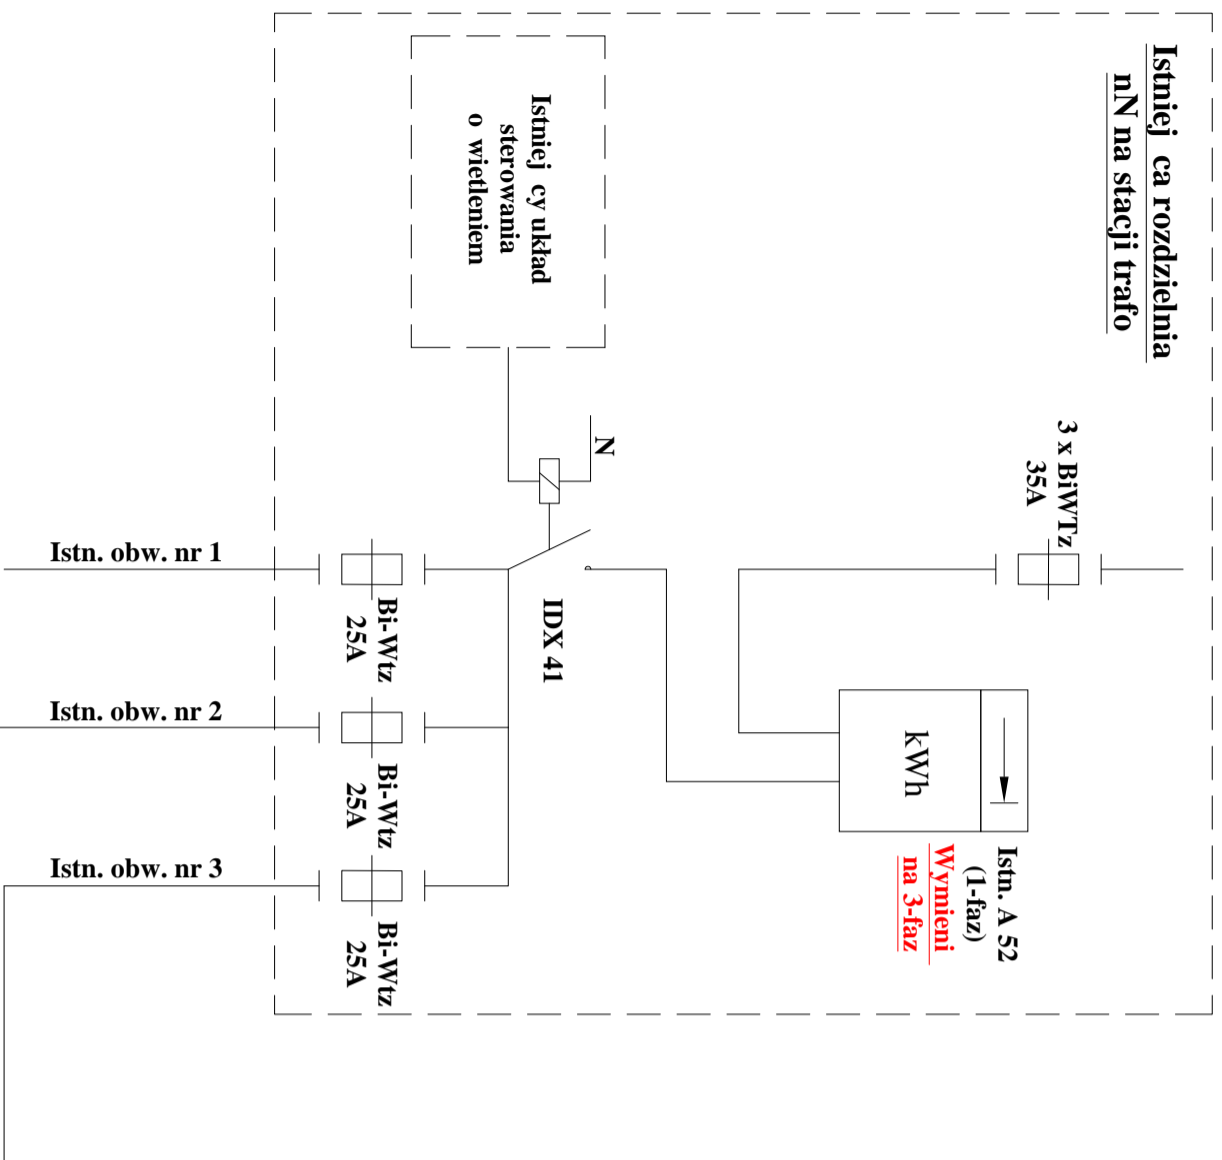 Istniej ca rozdzielnia
nN na stacji trafo
3 x BiWTz
35A
kWh
Istn. A 52
(1-faz)
Wymieni
na 3-faz
Istniej cy układ
sterowania
o wietleniem
N
IDX 41
Bi-Wtz
25A
Bi-Wtz
25A
Bi-Wtz
25A
Istn. obw. nr 1
Istn. obw. nr 2
Istn. obw. nr 3